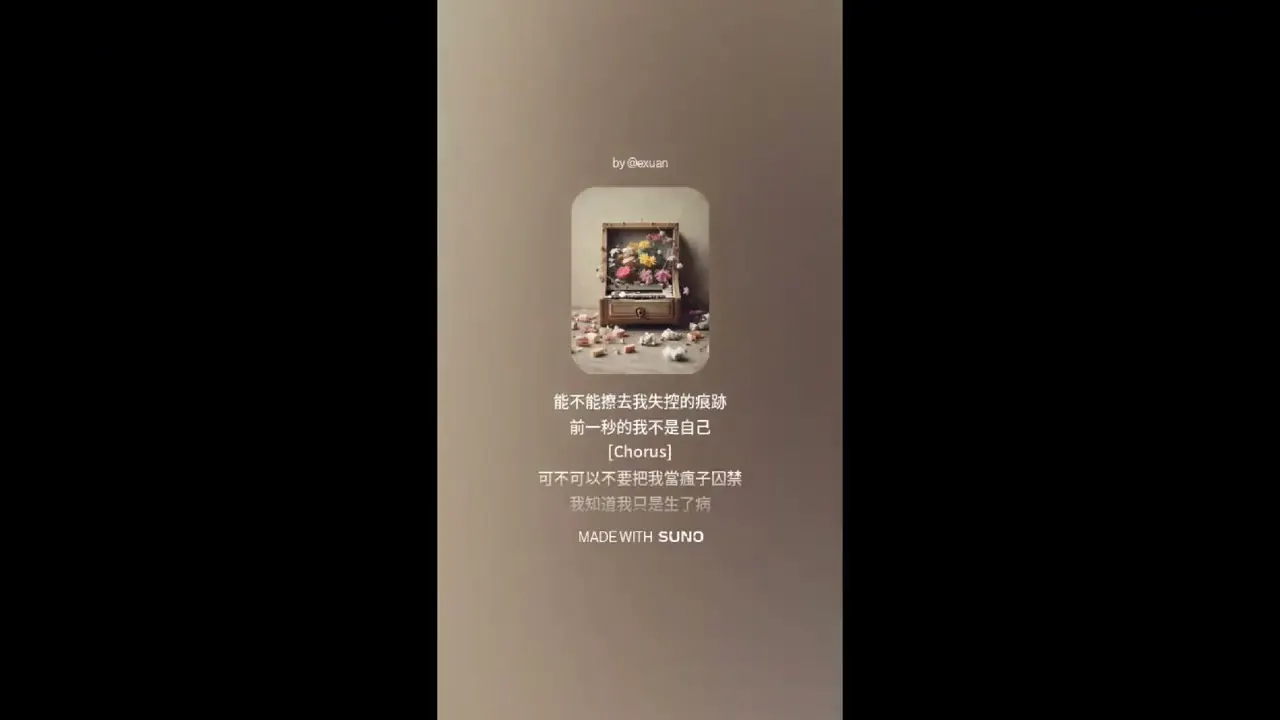 by @exuan
能不能擦去我失控的痕跡
前一秒的我不是自己
[Chorus]
可不可以不要把我當瘋子囚禁
我知道我只是生了病
MADE WITH SUNO